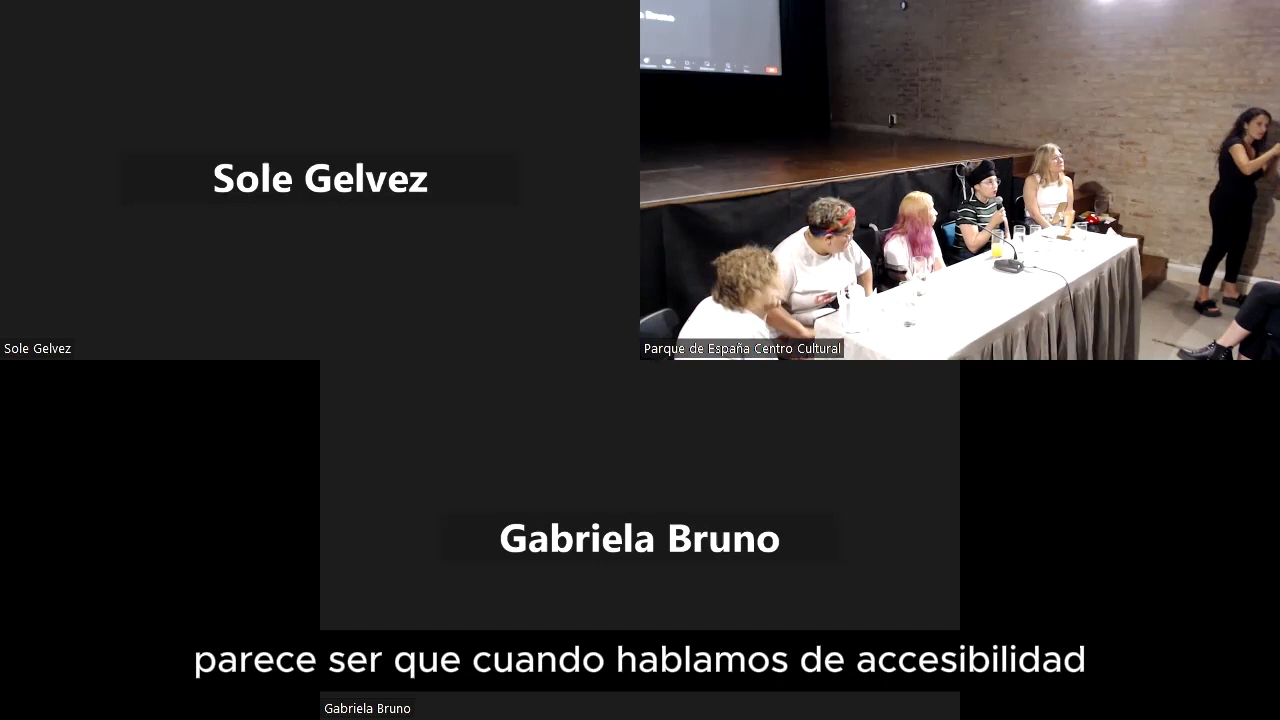 Sole Gelvez
Sole Gelvez
Bruno
Parque de España Centro Cultural
Gabriela Bruno
parece ser que cuando hablamos de accesibilidad
Gabriela Bruno